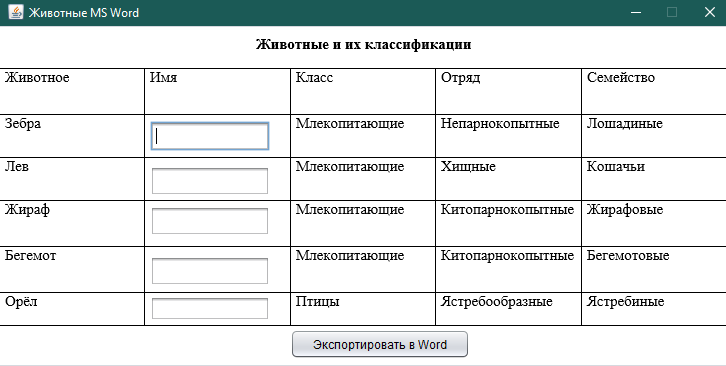 Животные MS Word
Животные и их классификации
Животное Имя Класс Отряд Семейство
Зебра Млекопитающие Непарнокопытные Лошадиные
Лев Млекопитающие Хищные Кошачьи
Жираф Млекопитающие Китопарнокопытные Жирафовые
Бегемот Млекопитающие Китопарнокопытные Бегемотовые
Орёл Птицы Ястребообразные Ястребиные
Экспортировать в Word